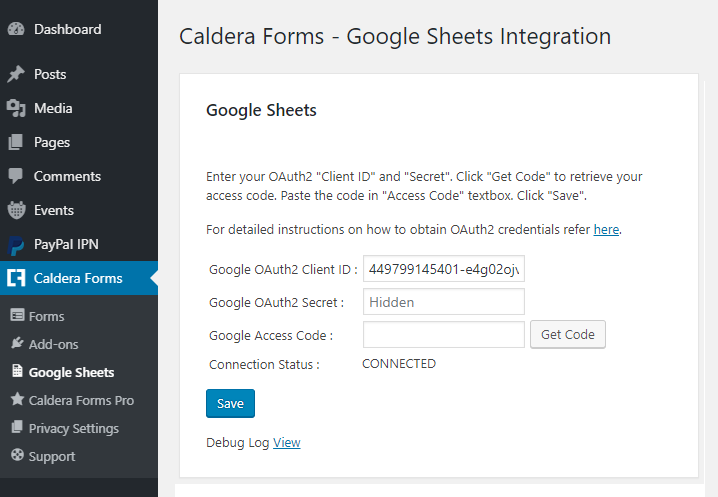 Dashboard
Posts
Media
Pages
Comments
Events
PayPal IPN
Caldera Forms
Forms
Add-ons
Google Sheets
Caldera Forms Pro
Privacy Settings
Support
Caldera Forms - Google Sheets Integration
Google Sheets
Enter your OAuth2 "Client ID" and "Secret". Click "Get Code" to retrieve your
access code. Paste the code in "Access Code" textbox. Click "Save".
For detailed instructions on how to obtain OAuth2 credentials refer here.
Google OAuth2 Client ID : 449799145401-e4g02oj
Google OAuth2 Secret : Hidden
Google Access Code : Get Code
Connection Status : CONNECTED
Save
Debug Log View